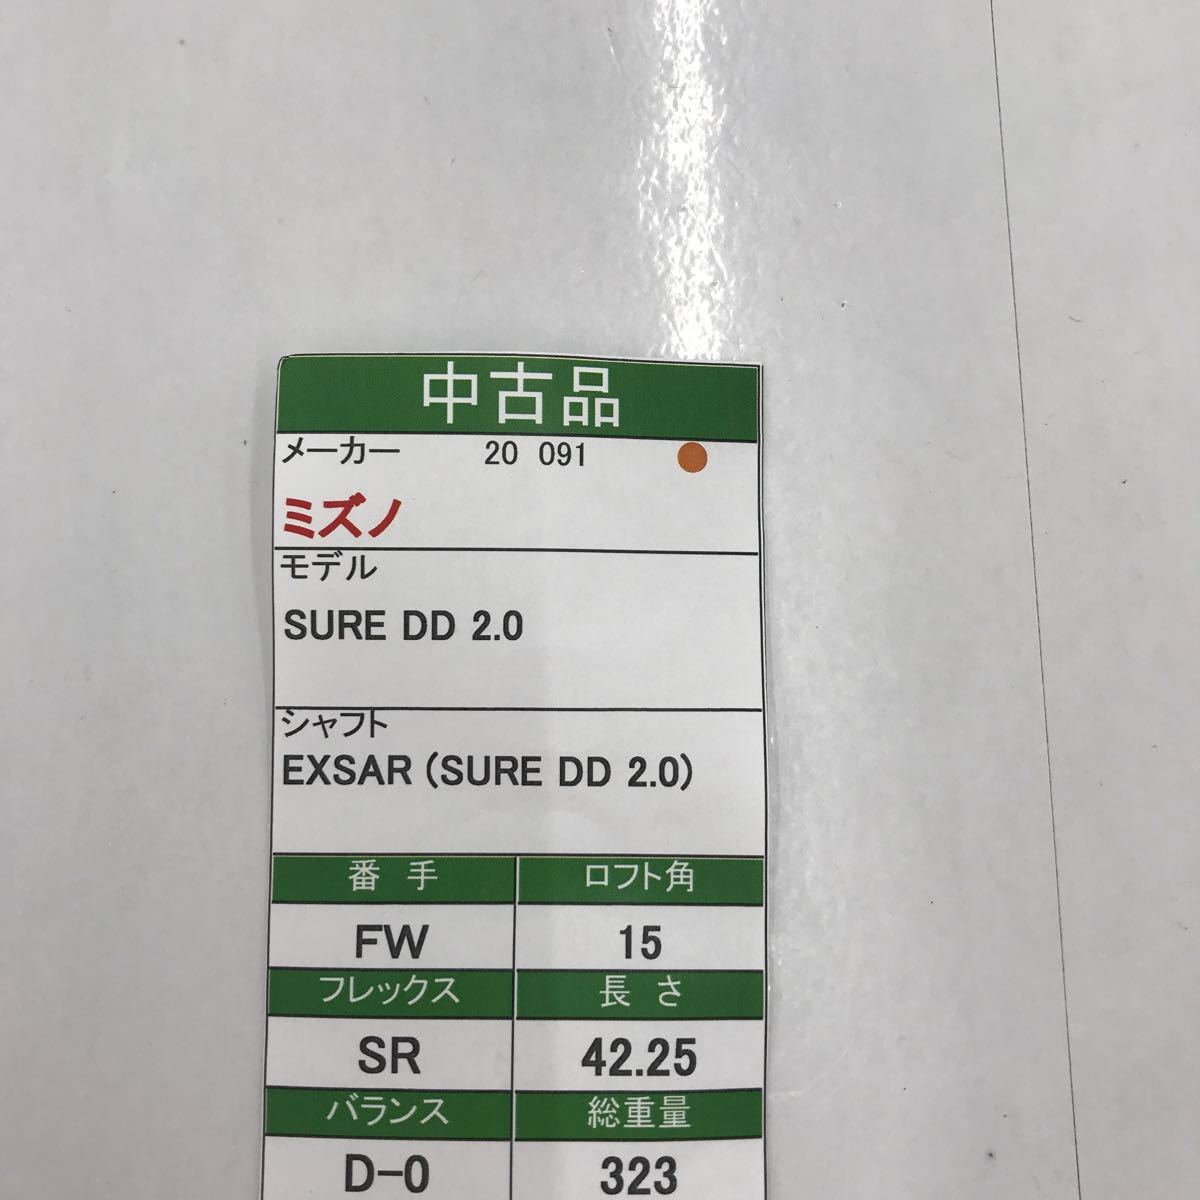 中古品
メーカー 20 091
ミズノ
モデル
SURE DD 2.0
シャフト
EXSAR (SURE DD 2.0)
番 手 ロフト角
FW 15
フレックス 長 さ
SR 42.25
バランス 総重量
D-0 323